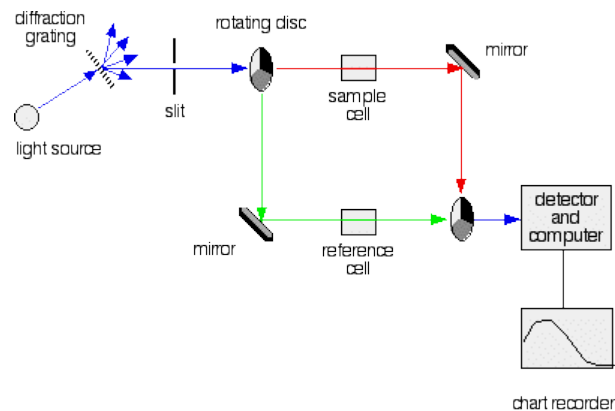 diffraction
grating
rotating disc
mirror
slit
sample
cell
light source
detector
and
computer
mirror
reference
cell
chart recorder